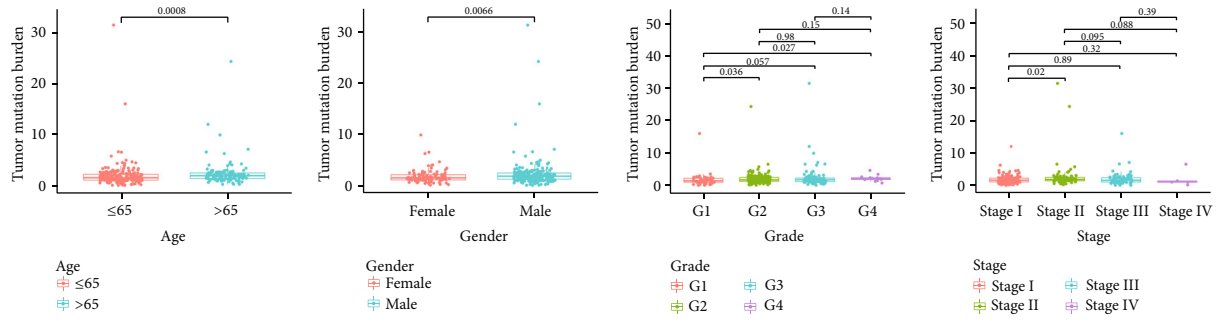 Tumor mutation burden
30
20
10
0
0.0008
≤65
>65
Age
Age
≤65
>65
Tumor mutation burden
30
20
10
0
0.0066
Female
Male
Gender
Gender
Female
Male
Tumor mutation burden
50
40
30
20
10
0
0.14
0.15
0.98
0.027
0.057
0.036
G1
G2
G3
G4
Grade
Grade
G1
G2
G3
G4
Tumor mutation burden
50
40
30
20
10
0
0.39
0.088
0.095
0.32
0.89
0.02
Stage I
Stage II
Stage III
Stage IV
Stage
Stage
Stage I
Stage II
Stage III
Stage IV